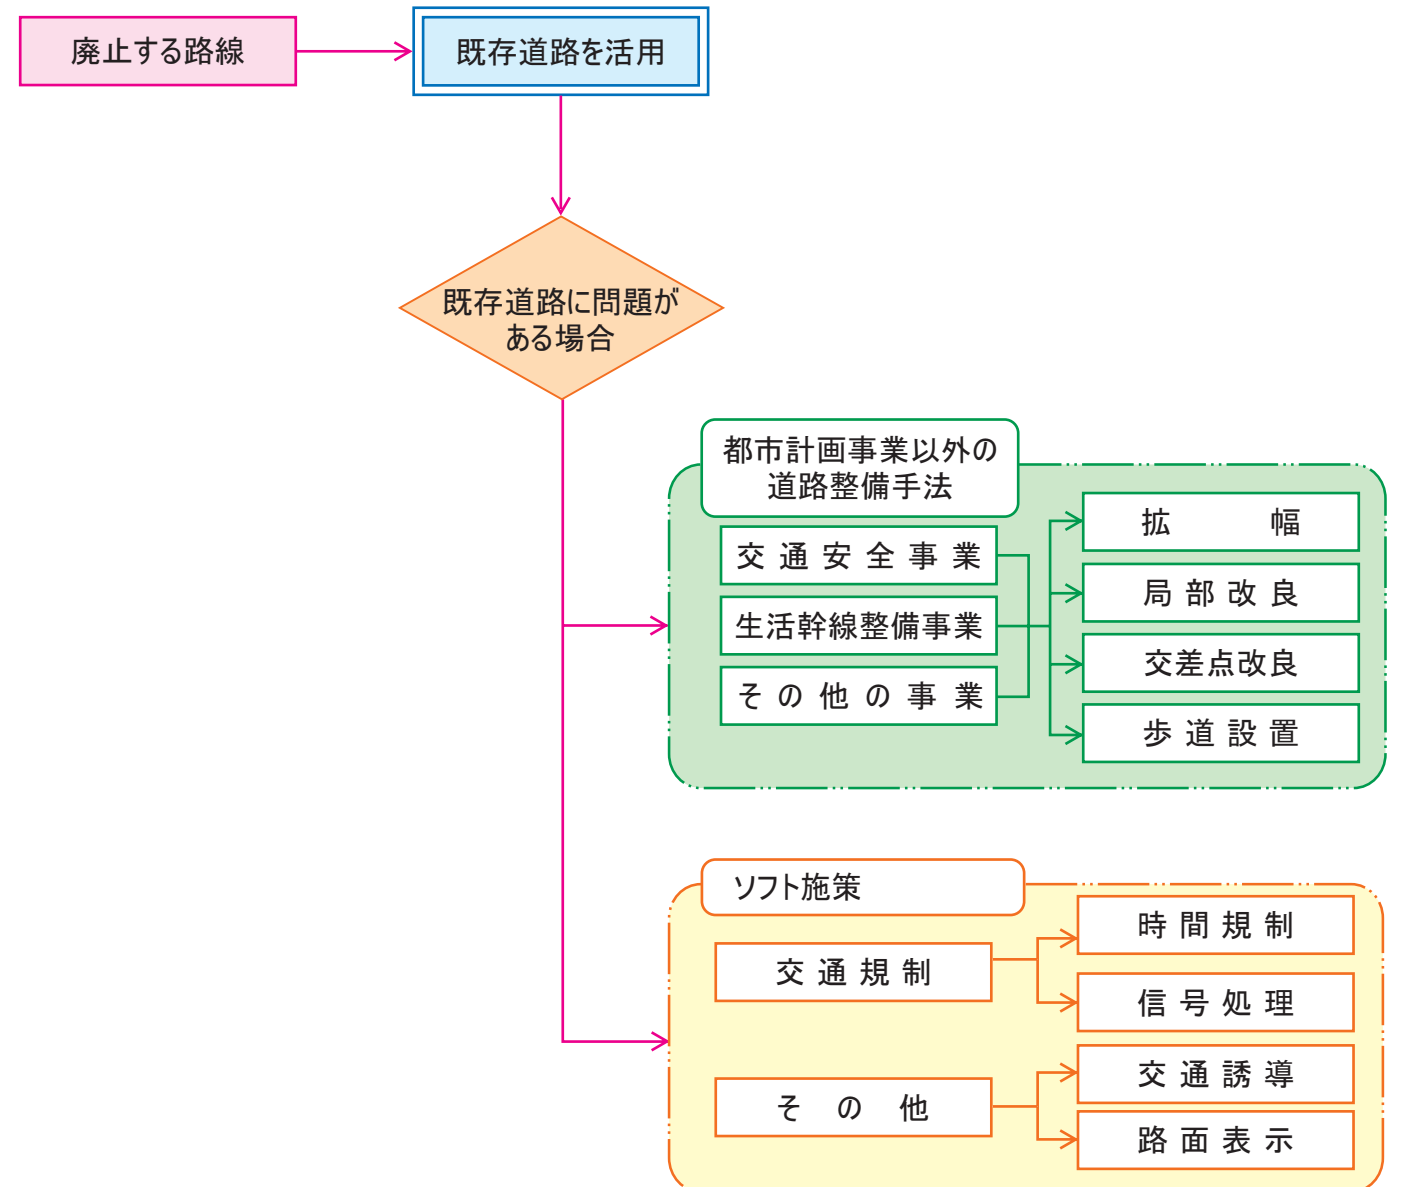 廃止する路線
既存道路を活用
既存道路に問題が
ある場合
都市計画事業以外の
道路整備手法
交通安全事業
生活幹線整備事業
その他の事業
拡幅
局部改良
交差点改良
歩道設置
ソフト施策
交通規制
時間規制
信号処理
その他
交通誘導
路面表示